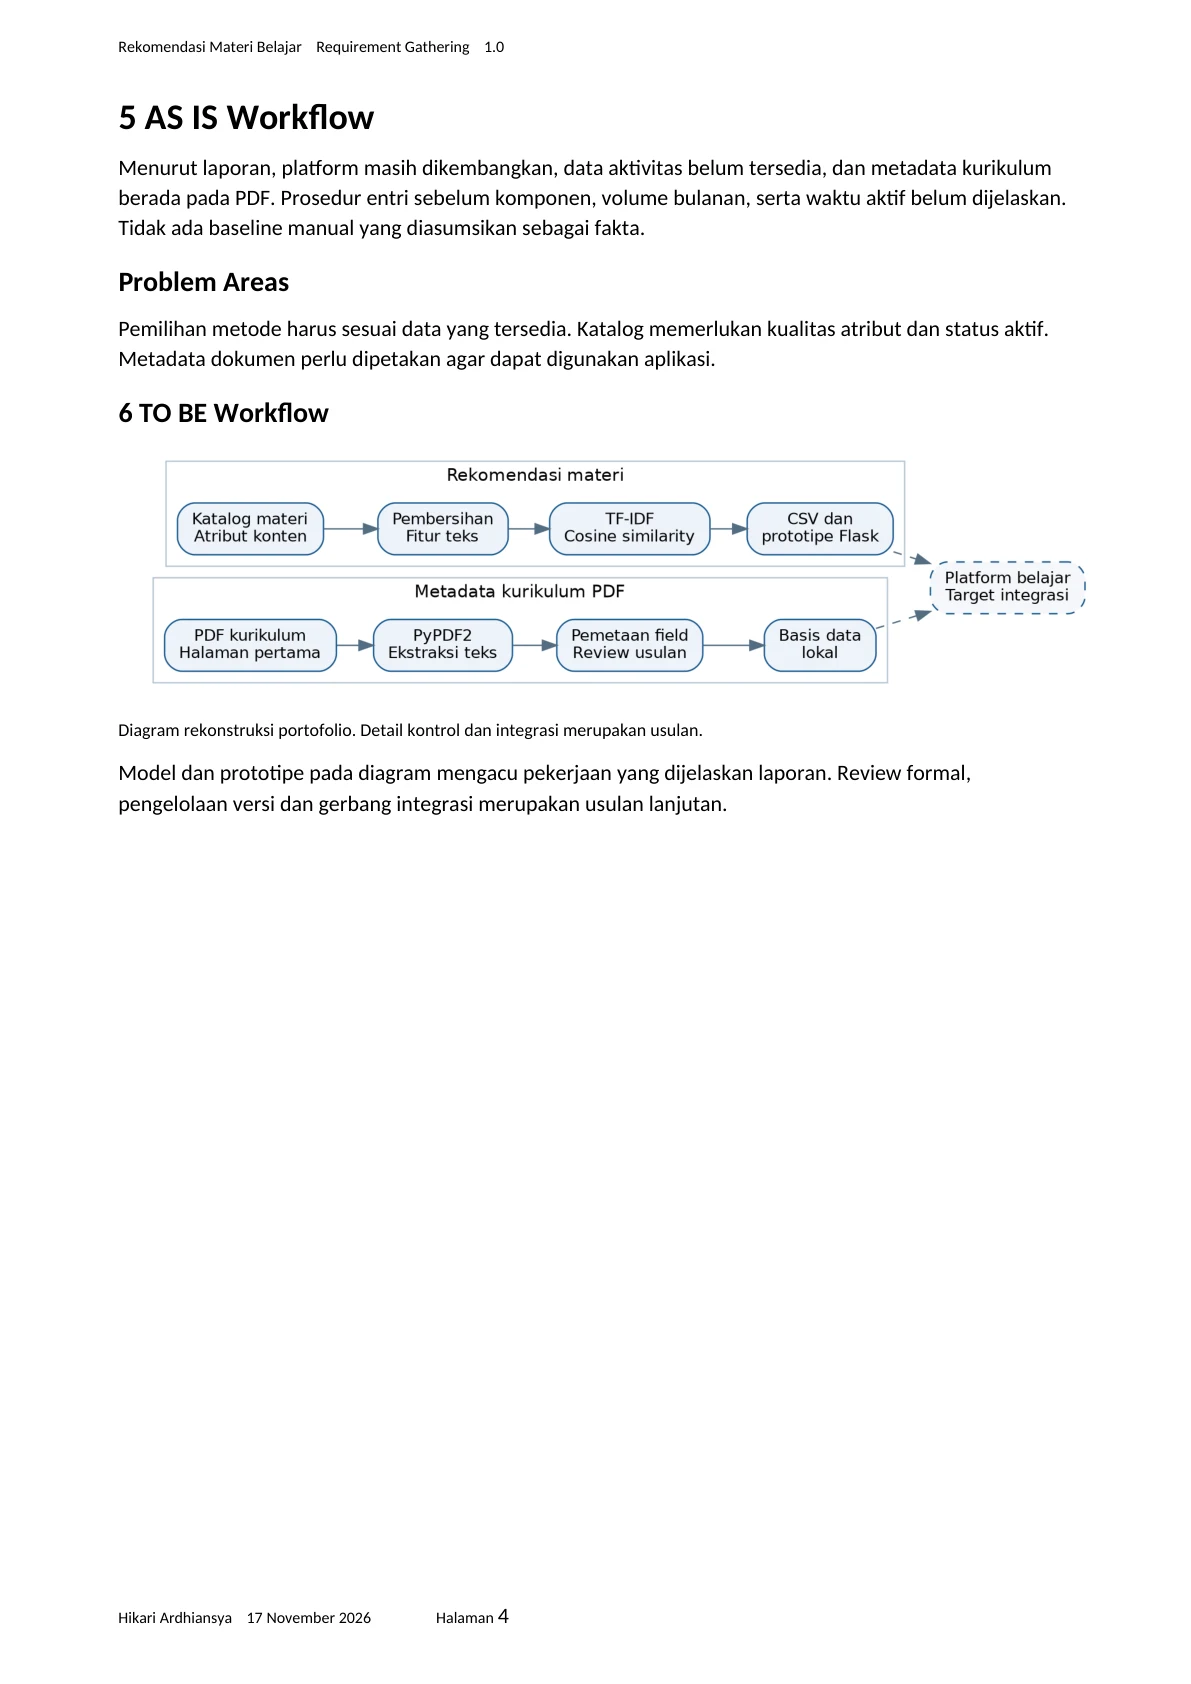 Rekomendasi Materi Belajar Requirement Gathering 1.0
5 AS IS Workflow
Menurut laporan, platform masih dikembangkan, data aktivitas belum tersedia, dan metadata kurikulum
berada pada PDF. Prosedur entri sebelum komponen, volume bulanan, serta waktu aktif belum dijelaskan.
Tidak ada baseline manual yang diasumsikan sebagai fakta.
Problem Areas
Pemilihan metode harus sesuai data yang tersedia. Katalog memerlukan kualitas atribut dan status aktif.
Metadata dokumen perlu dipetakan agar dapat digunakan aplikasi.
6 TO BE Workflow
Rekomendasi materi
Katalog materi
Atribut konten
Pembersihan
Fitur teks
TF-IDF
Cosine similarity
CSV dan
prototipe Flask
Platform belajar
Target integrasi
Metadata kurikulum PDF
PDF kurikulum
Halaman pertama
PyPDF2
Ekstraksi teks
Pemetaan field
Review usulan
Basis data
lokal
Diagram rekonstruksi portofolio. Detail kontrol dan integrasi merupakan usulan.
Model dan prototipe pada diagram mengacu pekerjaan yang dijelaskan laporan. Review formal,
pengelolaan versi dan gerbang integrasi merupakan usulan lanjutan.
Hikari Ardhiansya 17 November 2026 Halaman 4